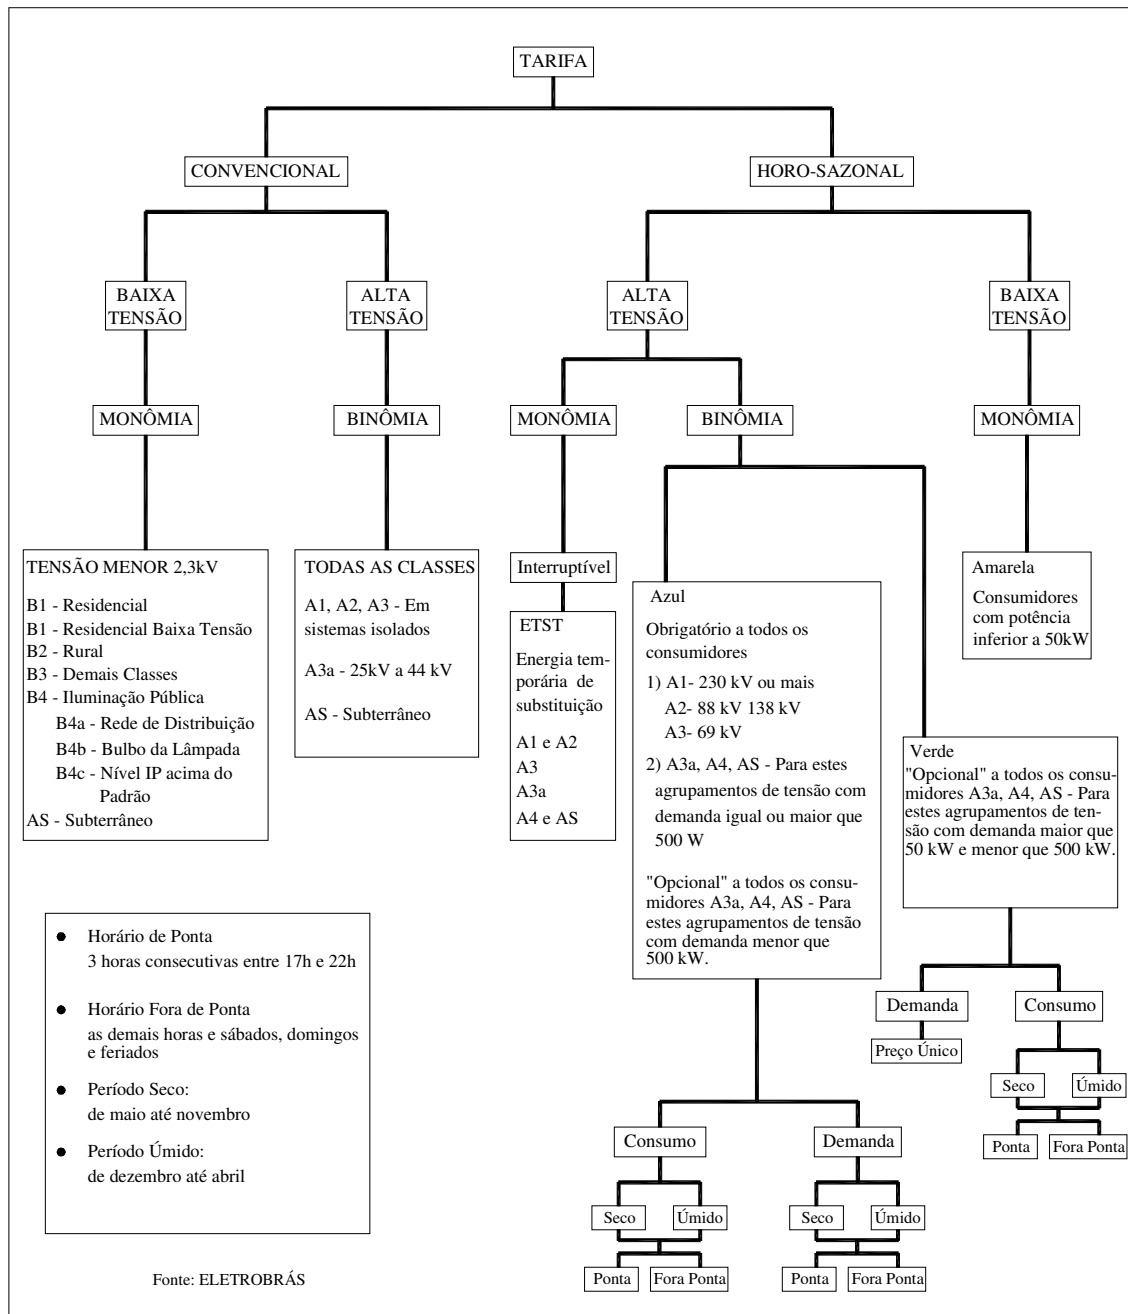 TARIFA
CONVENCIONAL
HORO-SAZONAL
BAIXA
TENSÃO
ALTA
TENSÃO
ALTA
TENSÃO
BAIXA
TENSÃO
MONÔMIA
BINÔMIA
MONÔMIA
BINÔMIA
MONÔMIA
TENSÃO MENOR 2,3kV
B1 - Residencial
B1 - Residencial Baixa Tensão
B2 - Rural
B3 - Demais Classes
B4 - Iluminação Pública
B4a - Rede de Distribuição
B4b - Bulbo da Lâmpada
B4c - Nível IP acima do
Padrão
AS - Subterrâneo
TODAS AS CLASSES
A1, A2, A3 - Em
sistemas isolados
A3a - 25kV a 44 kV
AS - Subterrâneo
Interruptível
ETST
Energia tem-
porária de
substituição
A1 e A2
A3
A3a
A4 e AS
Azul
Obrigatório a todos os
consumidores
1) A1- 230 kV ou mais
A2- 88 kV 138 kV
A3- 69 kV
2) A3a, A4, AS - Para estes
agrupamentos de tensão com
demanda igual ou maior que
500 W
"Opcional" a todos os consu-
midores A3a, A4, AS - Para
estes agrupamentos de tensão
com demanda menor que
500 kW.
Amarela
Consumidores
com potência
inferior a 50kW
Verde
"Opcional" a todos os consu-
midores A3a, A4, AS - Para
estes agrupamentos de ten-
são com demanda maior que
50 kW e menor que 500 kW.
Demanda
Consumo
Preço Único
Seco
Úmido
Ponta
Fora Ponta
Consumo
Demanda
Seco
Úmido
Seco
Úmido
Ponta
Fora Ponta
Ponta
Fora Ponta
● Horário de Ponta
3 horas consecutivas entre 17h e 22h
● Horário Fora de Ponta
as demais horas e sábados, domingos
e feriados
● Período Seco:
de maio até novembro
● Período Úmido:
de dezembro até abril
Fonte: ELETROBRÁS